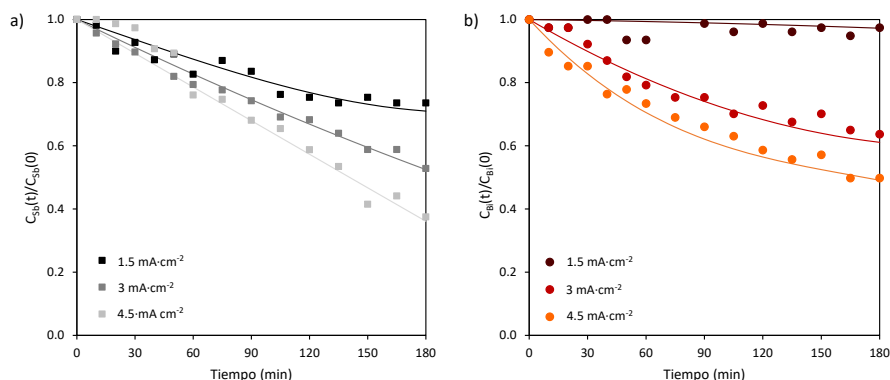 a)
C_Sb(t)/C_Sb(0)
1.0
0.8
0.6
0.4
0.2
0.0
1.5 mA·cm⁻²
3 mA·cm⁻²
4.5·mA cm⁻²
0 30 60 90 120 150 180
Tiempo (min)
b)
C_Bi(t)/C_Bi(0)
1.0
0.8
0.6
0.4
0.2
0.0
1.5 mA·cm⁻²
3 mA·cm⁻²
4.5 mA·cm⁻²
0 30 60 90 120 150 180
Tiempo (min)